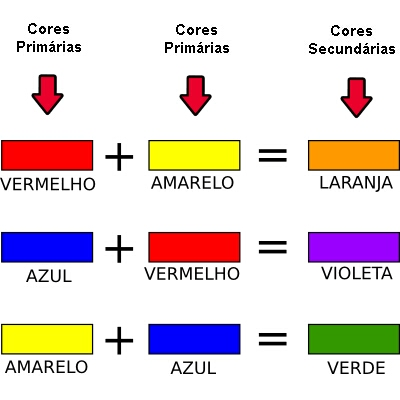 Cores Primárias
Cores Primárias
Cores Secundárias
VERMELHO + AMARELO = LARANJA
AZUL + VERMELHO = VIOLETA
AMARELO + AZUL = VERDE